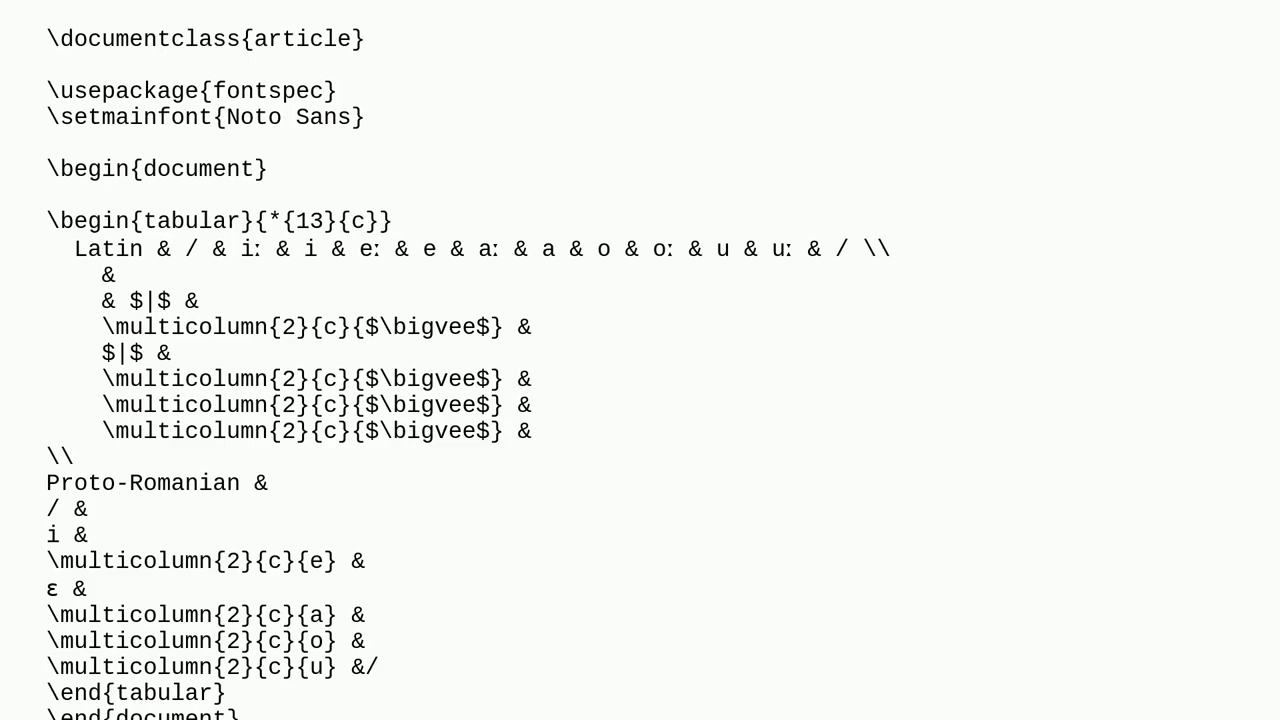 \documentclass{article}
\usepackage{fontspec}
\setmainfont{Noto Sans}
\begin{document}
\begin{tabular}{*{13}{c}}
Latin & / & iː & i & eː & e & aː & a & o & oː & u & uː & / \\
&
& $|$ &
\multicolumn{2}{c}{$\bigvee$} &
$|$ &
\multicolumn{2}{c}{$\bigvee$} &
\multicolumn{2}{c}{$\bigvee$} &
\multicolumn{2}{c}{$\bigvee$} &
\\
Proto-Romanian &
/ &
i &
\multicolumn{2}{c}{e} &
ɛ &
\multicolumn{2}{c}{a} &
\multicolumn{2}{c}{o} &
\multicolumn{2}{c}{u} &/
\end{tabular}
\end{document}